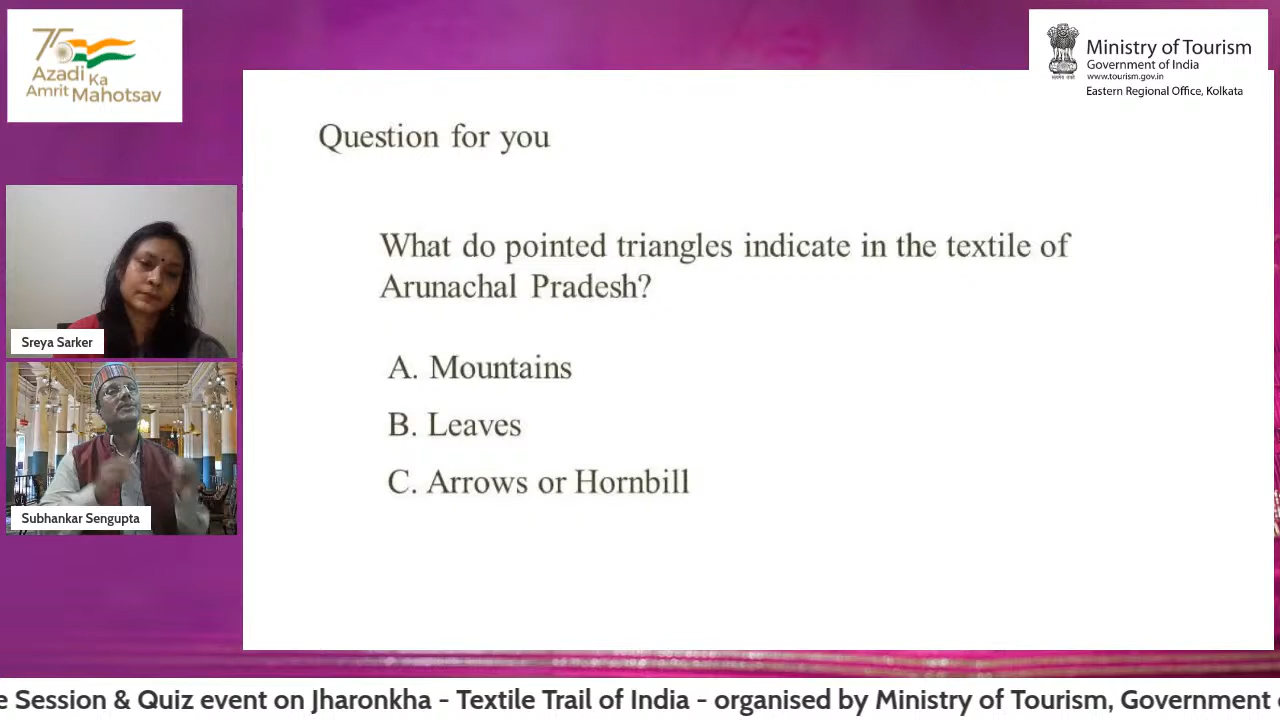 75
Azadi Ka
Amrit Mahotsav
Ministry of Tourism
Government of India
www.tourism.gov.in
Eastern Regional Office, Kolkata
Question for you
What do pointed triangles indicate in the textile of
Arunachal Pradesh?
A. Mountains
B. Leaves
C. Arrows or Hornbill
Sreya Sarker
Subhankar Sengupta
e Session & Quiz event on Jharonkha - Textile Trail of India - organised by Ministry of Tourism, Government